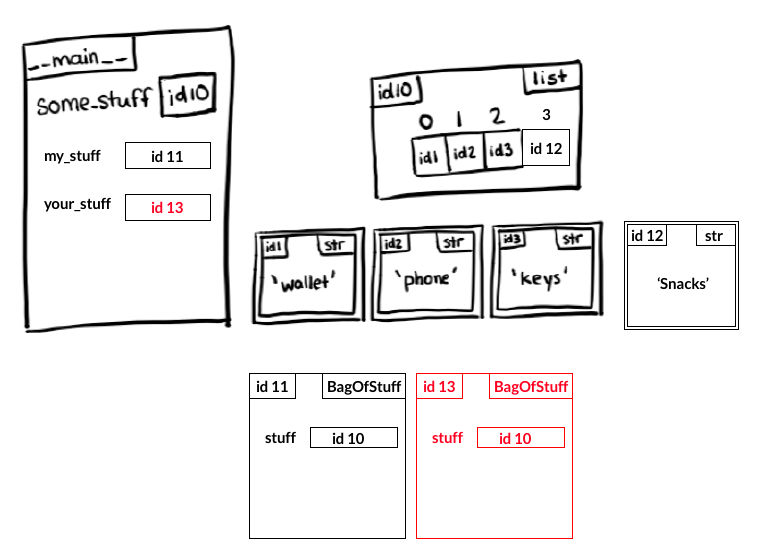 __main__
some_stuff id10
my_stuff id 11
your_stuff id 13
id10 list
0 1 2 3
id1 id2 id3 id 12
id1 str
'wallet'
id2 str
'phone'
id3 str
'keys'
id 12 str
‘Snacks’
id 11 BagOfStuff
stuff id 10
id 13 BagOfStuff
stuff id 10